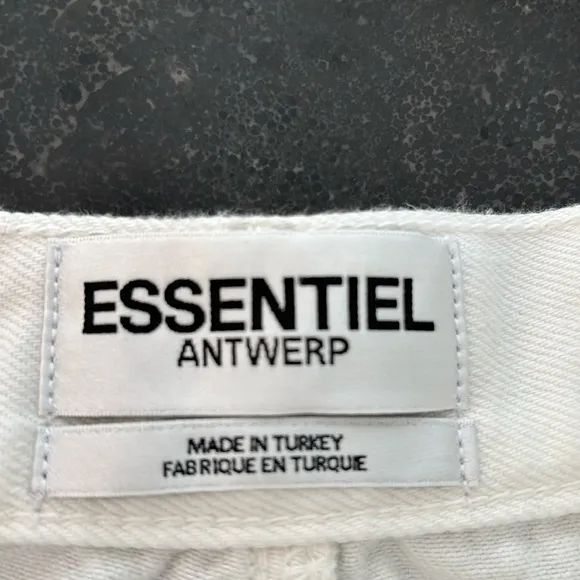 ESSENTIEL
ANTWERP
MADE IN TURKEY
FABRIQUE EN TURQUIE